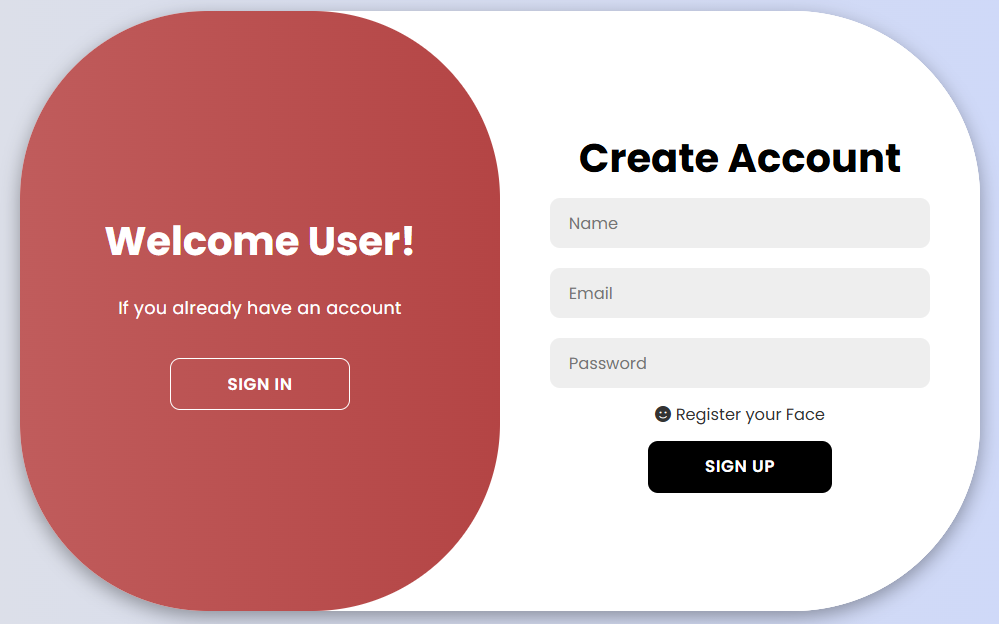 Welcome User!
If you already have an account
SIGN IN
Create Account
Name
Email
Password
Register your Face
SIGN UP